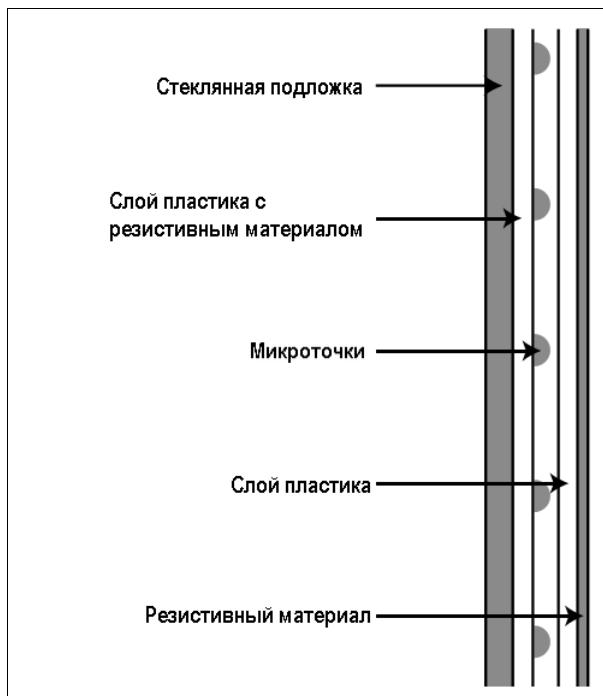 Стеклянная подложка
Слой пластика с
резистивным материалом
Микроточки
Слой пластика
Резистивный материал